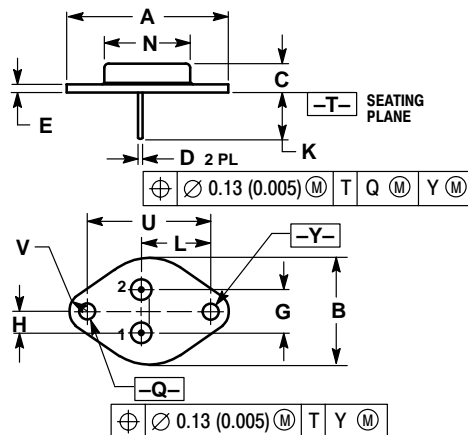 A
N
C
–T– SEATING PLANE
E
K
D 2 PL
⌖ ∅ 0.13 (0.005) Ⓜ T Q Ⓜ Y Ⓜ
U
L
–Y–
V
2
H
G
B
1
–Q–
⌖ ∅ 0.13 (0.005) Ⓜ T Y Ⓜ